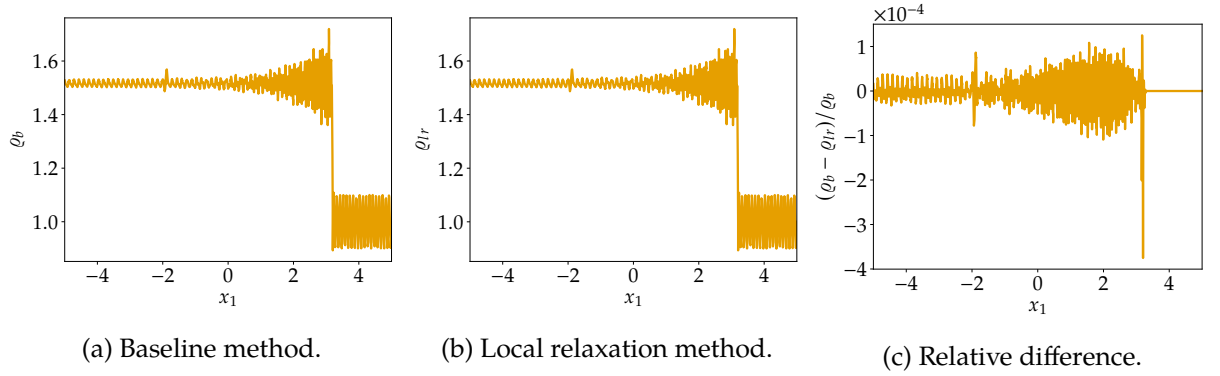 1.6
1.4
1.2
1.0
ϱ_b
−4 −2 0 2 4
x_1
(a) Baseline method.
1.6
1.4
1.2
1.0
ϱ_lr
−4 −2 0 2 4
x_1
(b) Local relaxation method.
×10⁻⁴
1
0
−1
−2
−3
−4
(ϱ_b − ϱ_lr)/ϱ_b
−4 −2 0 2 4
x_1
(c) Relative difference.